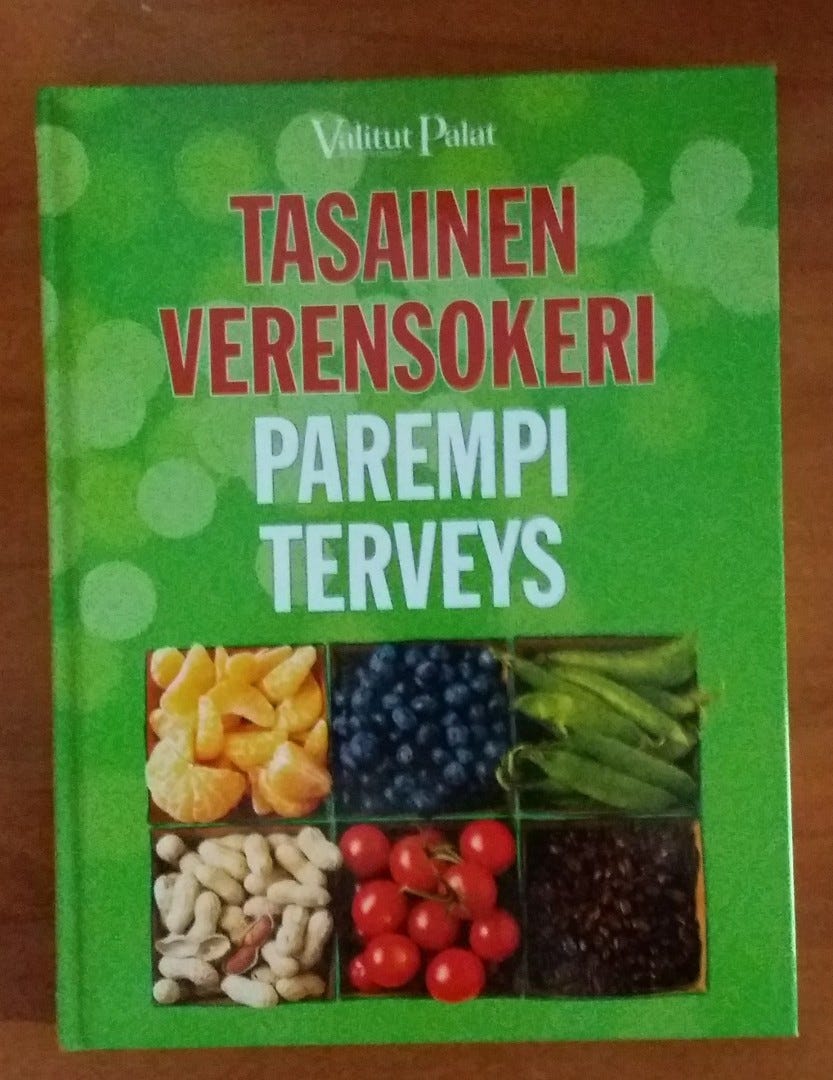 Valitut Palat
TASAINEN
VERENSOKERI
PAREMPI
TERVEYS